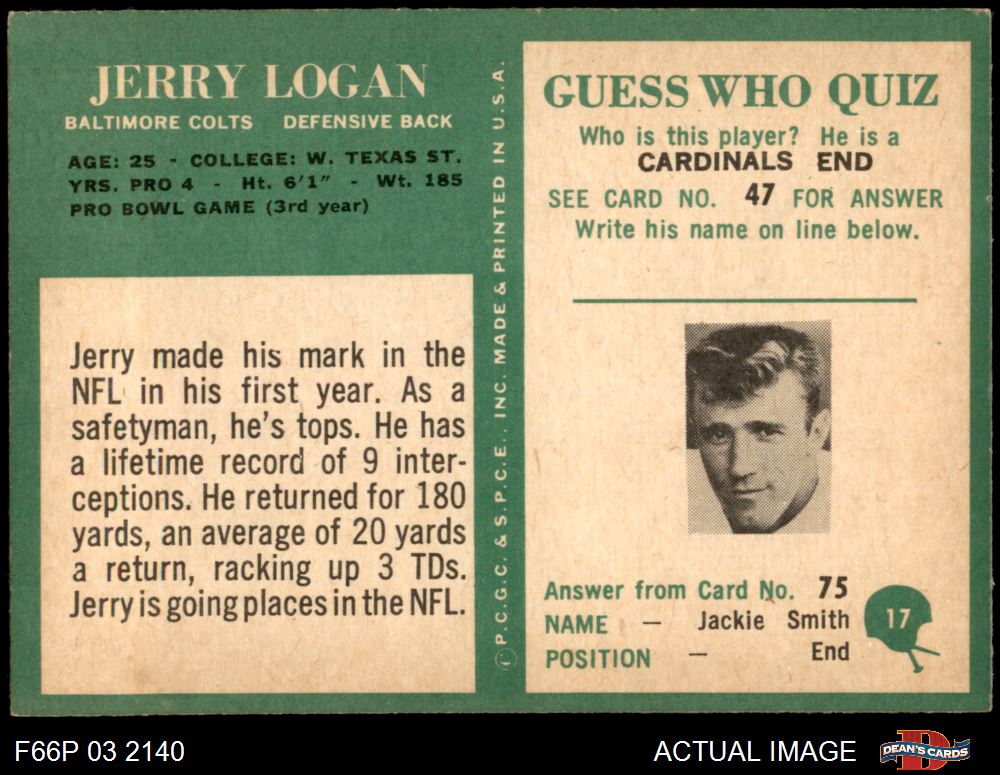 JERRY LOGAN
BALTIMORE COLTS DEFENSIVE BACK
AGE: 25 - COLLEGE: W. TEXAS ST.
YRS. PRO 4 - Ht. 6'1" - Wt. 185
PRO BOWL GAME (3rd year)
Jerry made his mark in the
NFL in his first year. As a
safetyman, he's tops. He has
a lifetime record of 9 inter-
ceptions. He returned for 180
yards, an average of 20 yards
a return, racking up 3 TDs.
Jerry is going places in the NFL.
©P.C.G.C. & S.P.C.E., INC. MADE & PRINTED IN U.S.A.
GUESS WHO QUIZ
Who is this player? He is a
CARDINALS END
SEE CARD NO. 47 FOR ANSWER
Write his name on line below.
Answer from Card No. 75
NAME — Jackie Smith
POSITION — End
17
F66P 03 2140
ACTUAL IMAGE
D
DEAN'S CARDS